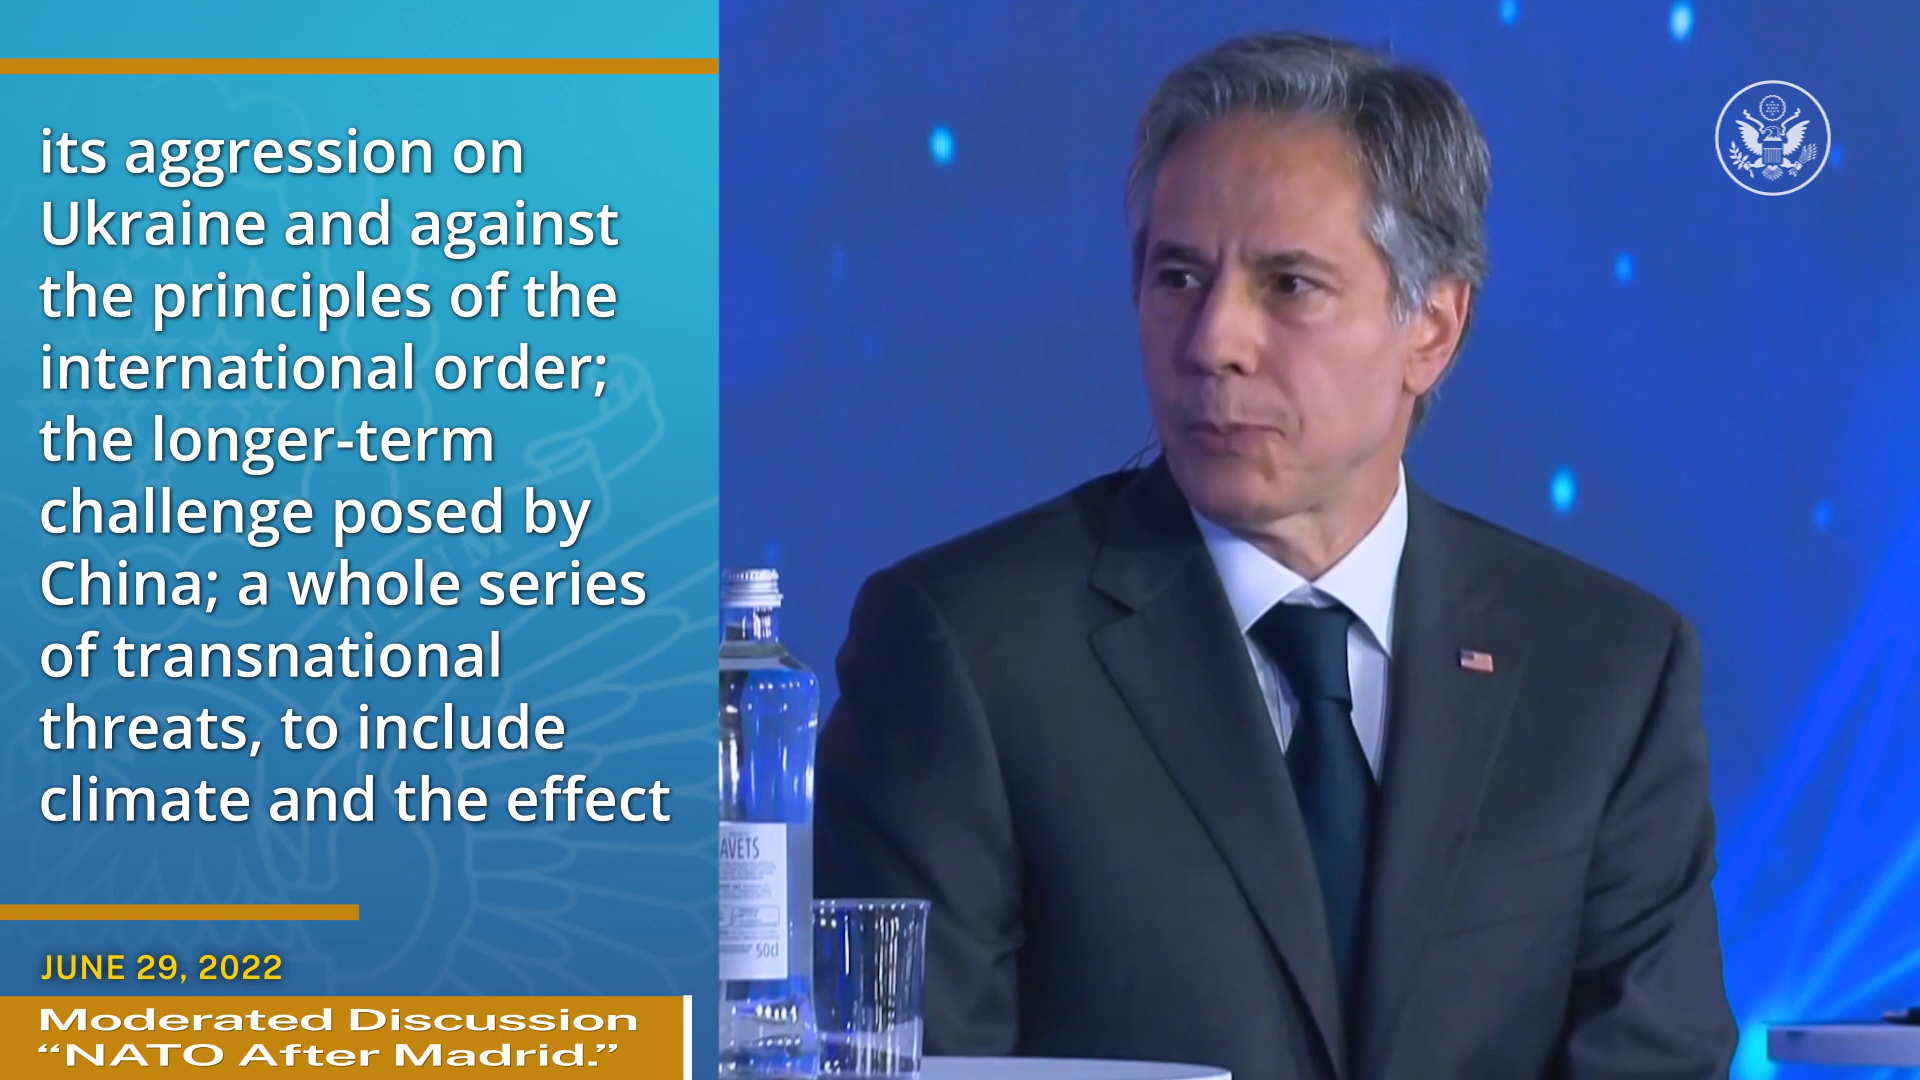 its aggression on
Ukraine and against
the principles of the
international order;
the longer-term
challenge posed by
China; a whole series
of transnational
threats, to include
climate and the effect
JUNE 29, 2022
Moderated Discussion
“NATO After Madrid.”
AVETS
50cl